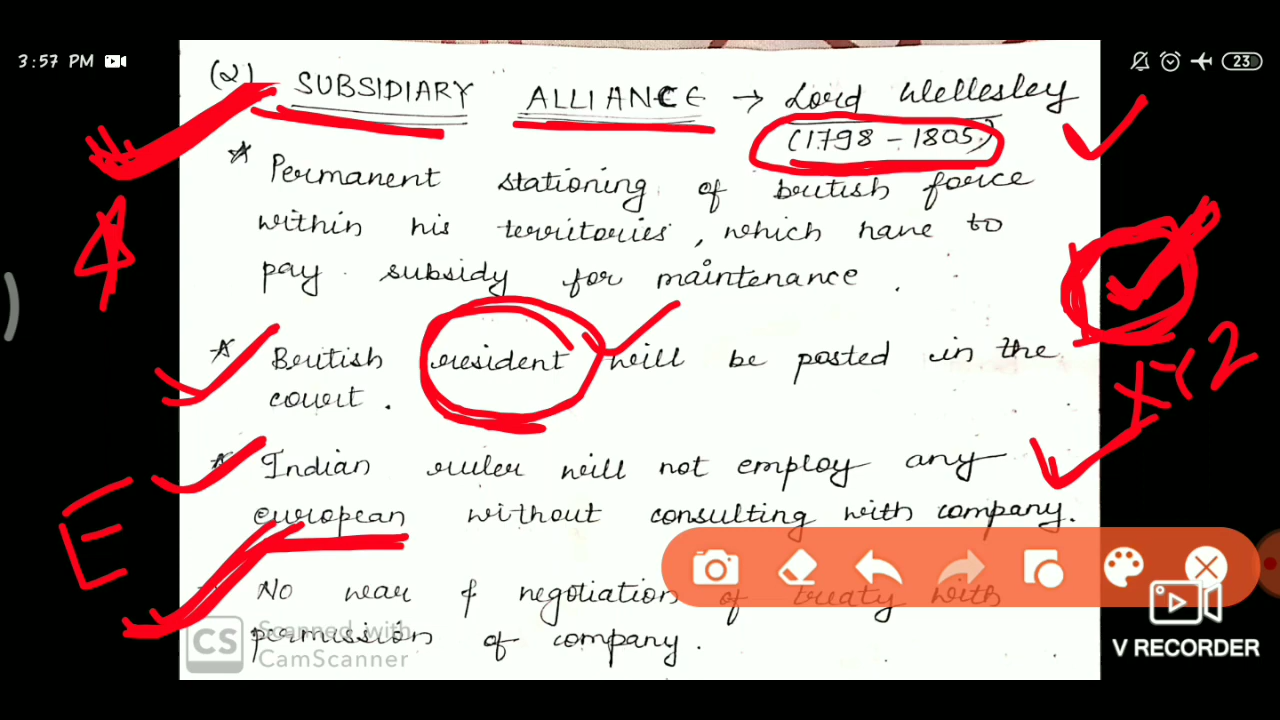 3:57 PM
23
(2) SUBSIDIARY ALLIANCE → Lord Wellesley
(1798 - 1805)
A
* Permanent stationing of british force
within his territories, which have to
pay subsidy for maintenance.
* British resident will be posted in the
court.
XYZ
* Indian ruler will not employ any
european without consulting with company.
E
No war & negotiation of treaty with
permission of company.
CS Scanned with
CamScanner
V RECORDER